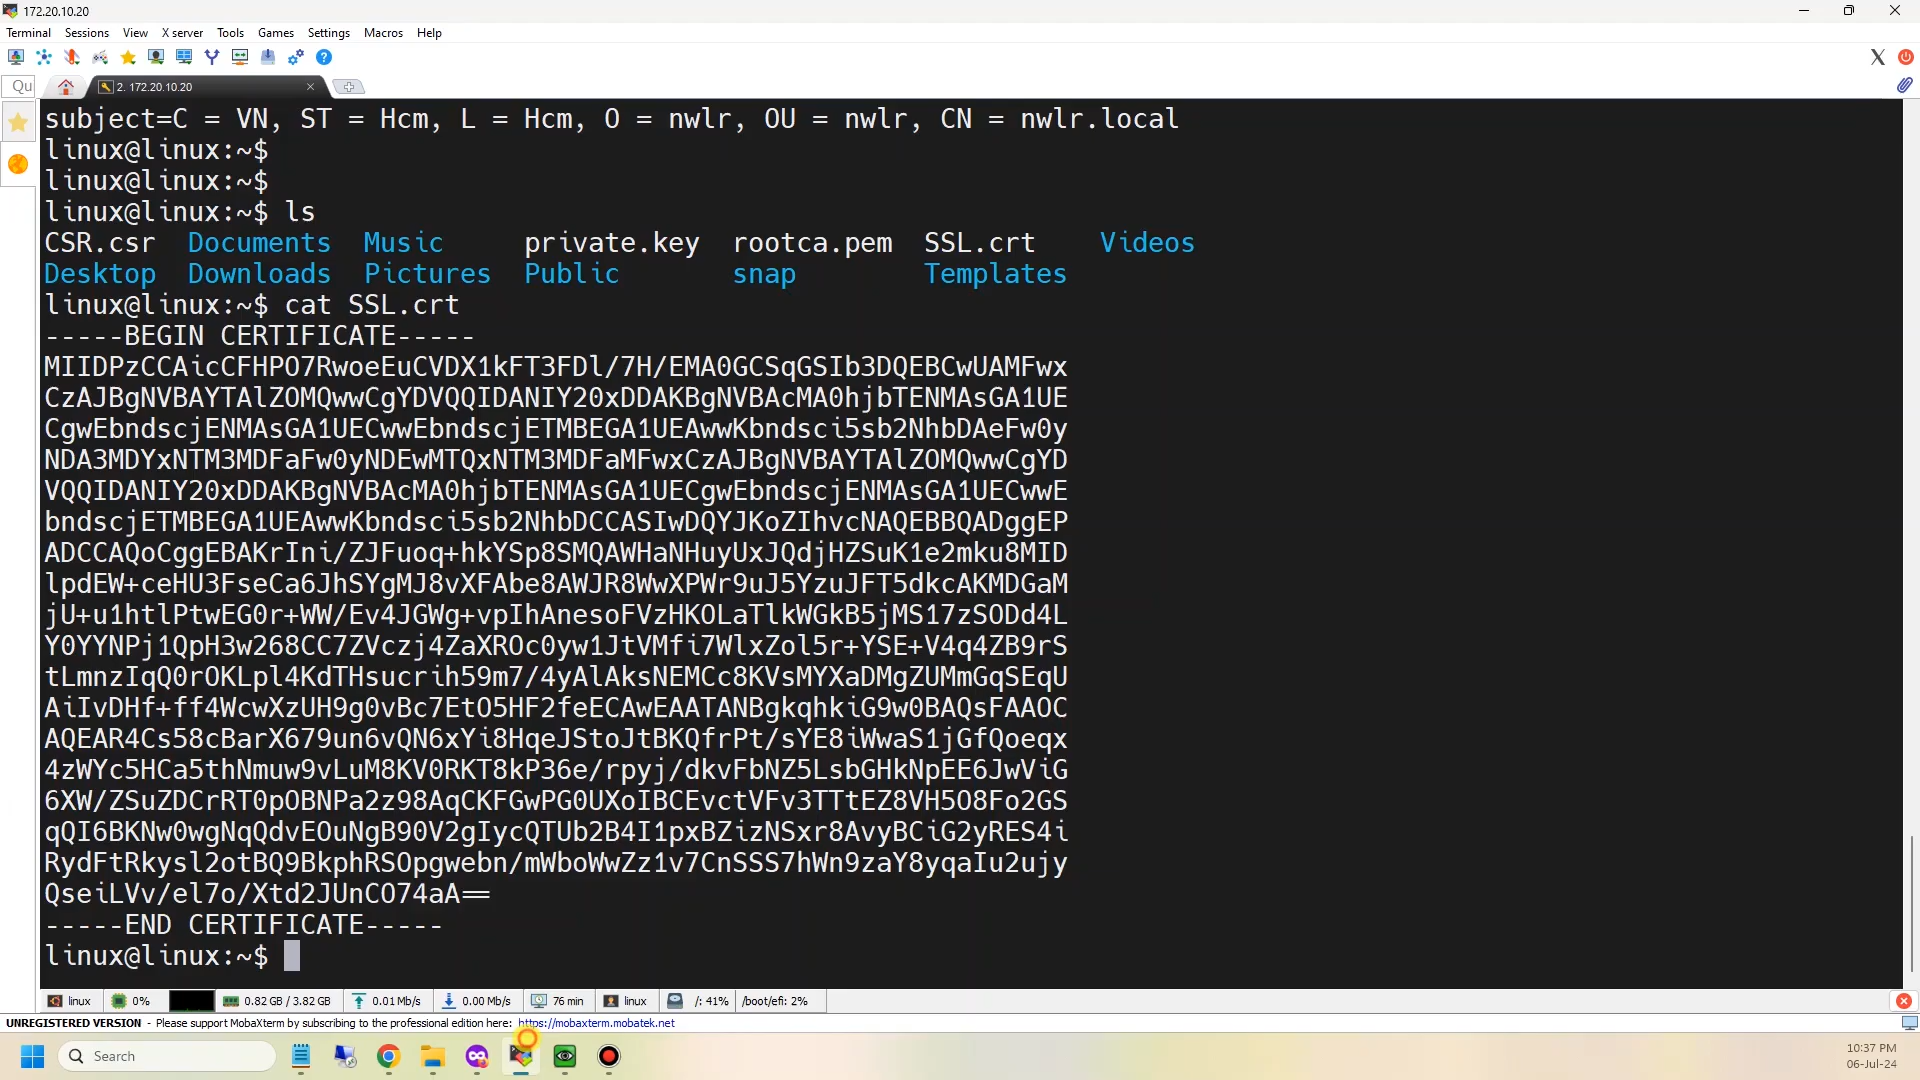 172.20.10.20
Terminal Sessions View X server Tools Games Settings Macros Help
Qu
2. 172.20.10.20
subject=C = VN, ST = Hcm, L = Hcm, O = nwlr, OU = nwlr, CN = nwlr.local
linux@linux:~$
linux@linux:~$
linux@linux:~$ ls
CSR.csr Documents Music private.key rootca.pem SSL.crt Videos
Desktop Downloads Pictures Public snap Templates
linux@linux:~$ cat SSL.crt
-----BEGIN CERTIFICATE-----
MIIDPzCCAicCFHPO7RwoeEuCVDX1kFT3FDl/7H/EMA0GCSqGSIb3DQEBCwUAMFwx
CzAJBgNVBAYTAlZOMQwwCgYDVQQIDANIY20xDDAKBgNVBAcMA0hjbTENMAsGA1UE
CgwEbndscjENMAsGA1UECwwEbndscjETMBEGA1UEAwwKbndsci5sb2NhbDAeFw0y
NDA3MDYxNTM3MDFaFw0yNDEwMTQxNTM3MDFaMFwxCzAJBgNVBAYTAlZOMQwwCgYD
VQQIDANIY20xDDAKBgNVBAcMA0hjbTENMAsGA1UECgwEbndscjENMAsGA1UECwwE
bndscjETMBEGA1UEAwwKbndsci5sb2NhbDCCASIwDQYJKoZIhvcNAQEBBQADggEP
ADCCAQoCggEBAKrIni/ZJFuoq+hkYSp8SMQAWHaNHuyUxJQdjHZSuK1e2mku8MID
lpdEW+ceHU3FseCa6JhSYgMJ8vXFAbe8AWJR8WwXPWr9uJ5YzuJFT5dkcAKMDGaM
jU+u1htlPtwEG0r+WW/Ev4JGWg+vpIhAnesoFVzHKOLaTlkWGkB5jMS17zSODd4L
Y0YYNPj1QpH3w268CC7ZVczj4ZaXROc0yw1JtVMfi7WlxZol5r+YSE+V4q4ZB9rS
tLmnzIqQ0rOKLpl4KdTHsucrih59m7/4yAlAksNEMCc8KVsMYXaDMgZUMmGqSEqU
AiIvDHf+ff4WcwXzUH9g0vBc7EtO5HF2feECAwEAATANBgkqhkiG9w0BAQsFAAOC
AQEAR4Cs58cBarX679un6vQN6xYi8HqeJStoJtBKQfrPt/sYE8iWwaS1jGfQoeqx
4zWYc5HCa5thNmuw9vLuM8KV0RKT8kP36e/rpyj/dkvFbNZ5LsbGHkNpEE6JwViG
6XW/ZSuZDCrRT0pOBNPa2z98AqCKFGwPG0UXoIBCEvctVFv3TTtEZ8VH5O8Fo2GS
qQI6BKNw0wgNqQdvEOuNgB90V2gIycQTUb2B4I1pxBZizNSxr8AvyBCiG2yRES4i
RydFtRkysl2otBQ9BkphRSOpgwebn/mWboWwZz1v7CnSSS7hWn9zaY8yqaIu2ujy
QseiLVv/el7o/Xtd2JUnCO74aA==
-----END CERTIFICATE-----
linux@linux:~$
linux 0% 0.82 GB / 3.82 GB 0.01 Mb/s 0.00 Mb/s 76 min linux /: 41% /boot/efi: 2%
UNREGISTERED VERSION - Please support MobaXterm by subscribing to the professional edition here: https://mobaxterm.mobatek.net
Search
10:37 PM
06-Jul-24